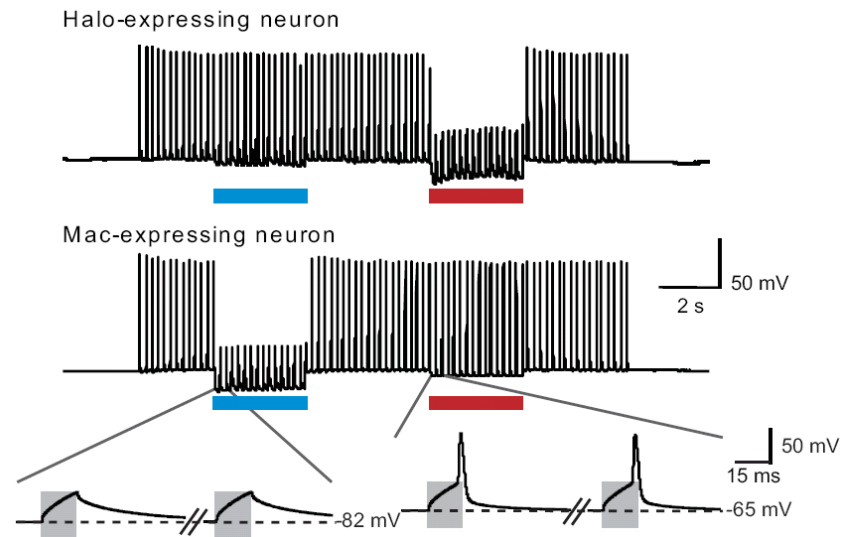 Halo-expressing neuron
Mac-expressing neuron
50 mV
2 s
50 mV
15 ms
-82 mV
-65 mV